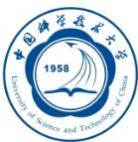 中国科学技术大学
1958
University of Science and Technology of China